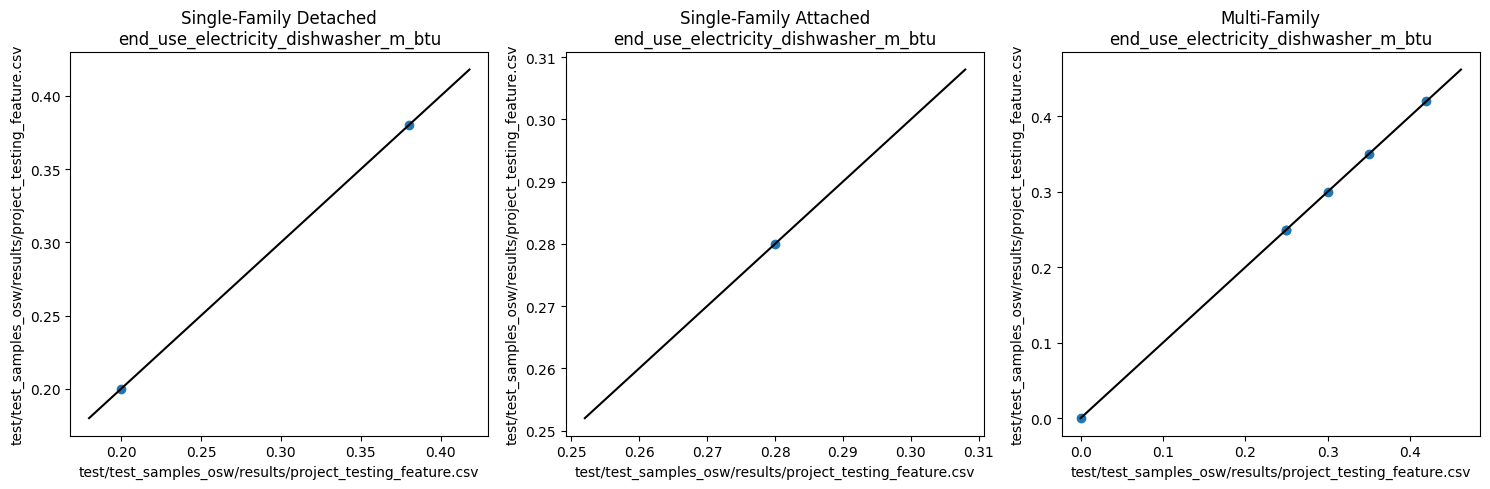 Single-Family Detached
end_use_electricity_dishwasher_m_btu
test/test_samples_osw/results/project_testing_feature.csv
0.40
0.35
0.30
0.25
0.20
0.20 0.25 0.30 0.35 0.40
test/test_samples_osw/results/project_testing_feature.csv
Single-Family Attached
end_use_electricity_dishwasher_m_btu
test/test_samples_osw/results/project_testing_feature.csv
0.31
0.30
0.29
0.28
0.27
0.26
0.25
0.25 0.26 0.27 0.28 0.29 0.30 0.31
test/test_samples_osw/results/project_testing_feature.csv
Multi-Family
end_use_electricity_dishwasher_m_btu
test/test_samples_osw/results/project_testing_feature.csv
0.4
0.3
0.2
0.1
0.0
0.0 0.1 0.2 0.3 0.4
test/test_samples_osw/results/project_testing_feature.csv